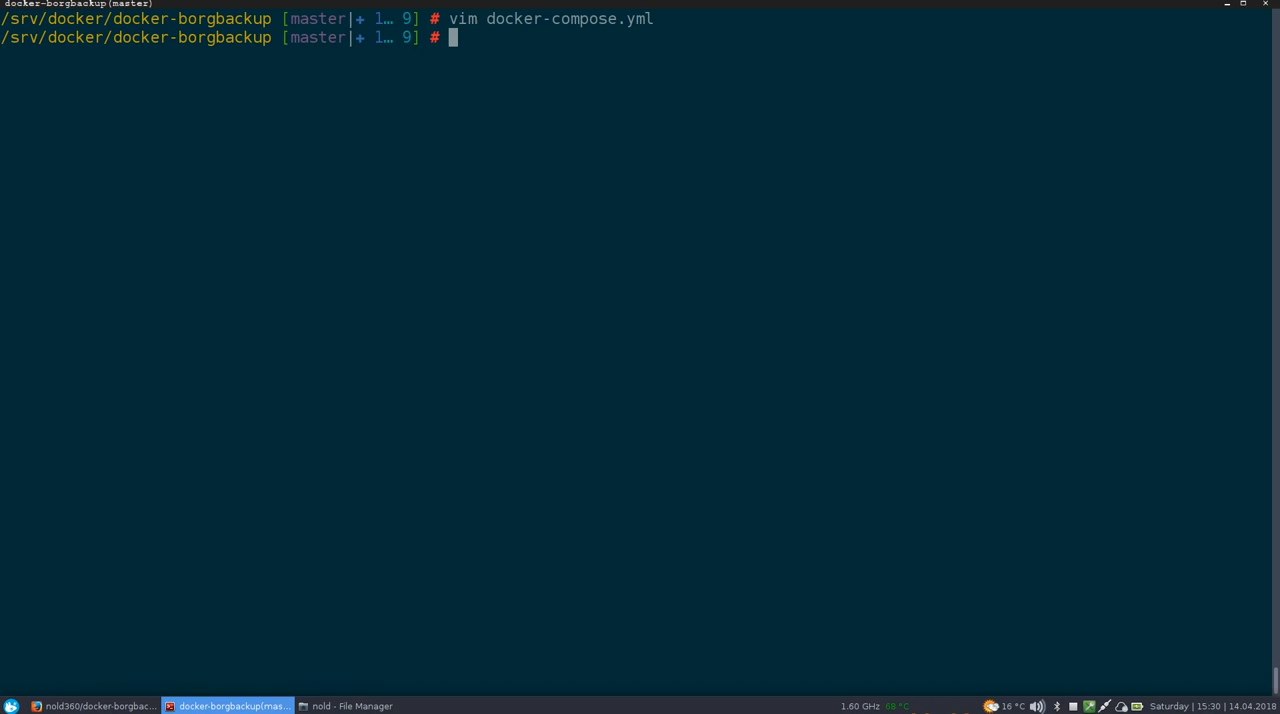 docker-borgbackup(master)
/srv/docker/docker-borgbackup [master|+ 1… 9] # vim docker-compose.yml
/srv/docker/docker-borgbackup [master|+ 1… 9] #
nold360/docker-borgbac... docker-borgbackup(mas... nold - File Manager 1.60 GHz 68 °C 16 °C Saturday | 15:30 | 14.04.2018